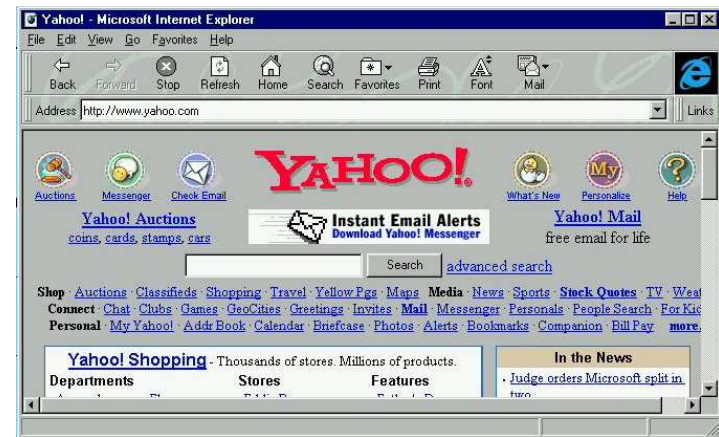 Yahoo! - Microsoft Internet Explorer
File Edit View Go Favorites Help
Back Forward Stop Refresh Home Search Favorites Print Font Mail
Address http://www.yahoo.com Links
YAHOO!
Auctions Messenger Check Email What's New Personalize Help
My
Yahoo! Auctions
coins, cards, stamps, cars
Instant Email Alerts
Download Yahoo! Messenger
Yahoo! Mail
free email for life
Search advanced search
Shop · Auctions · Classifieds · Shopping · Travel · Yellow Pgs · Maps Media · News · Sports · Stock Quotes · TV · Weat
Connect · Chat · Clubs · Games · GeoCities · Greetings · Invites · Mail · Messenger · Personals · People Search · For Kid
Personal · My Yahoo! · Addr Book · Calendar · Briefcase · Photos · Alerts · Bookmarks · Companion · Bill Pay more.
Yahoo! Shopping - Thousands of stores. Millions of products.
Departments Stores Features
In the News
· Judge orders Microsoft split in
two